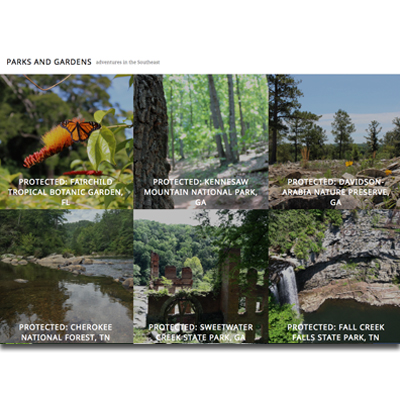 PARKS AND GARDENS adventures in the Southeast
PROTECTED: FAIRCHILD
TROPICAL BOTANIC GARDEN,
FL
PROTECTED: KENNESAW
MOUNTAIN NATIONAL PARK,
GA
PROTECTED: DAVIDSON-
ARABIA NATURE PRESERVE,
GA
PROTECTED: CHEROKEE
NATIONAL FOREST, TN
PROTECTED: SWEETWATER
CREEK STATE PARK, GA
PROTECTED: FALL CREEK
FALLS STATE PARK, TN